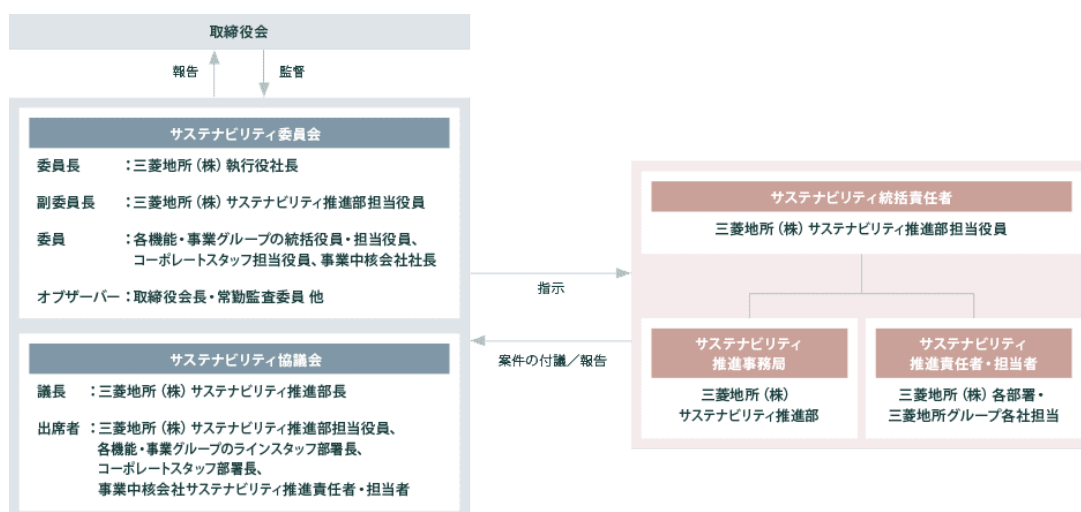 取締役会
報告
監督
サステナビリティ委員会
委員長 ：三菱地所（株）執行役社長
副委員長 ：三菱地所（株）サステナビリティ推進部担当役員
委員 ：各機能・事業グループの統括役員・担当役員、
コーポレートスタッフ担当役員、事業中核会社社長
オブザーバー ：取締役会長・常勤監査委員 他
サステナビリティ協議会
議長 ：三菱地所（株）サステナビリティ推進部長
出席者 ：三菱地所（株）サステナビリティ推進部担当役員、
各機能・事業グループのラインスタッフ部署長、
コーポレートスタッフ部署長、
事業中核会社サステナビリティ推進責任者・担当者
指示
案件の付議／報告
サステナビリティ統括責任者
三菱地所（株）サステナビリティ推進部担当役員
サステナビリティ
推進事務局
三菱地所（株）
サステナビリティ推進部
サステナビリティ
推進責任者・担当者
三菱地所（株）各部署・
三菱地所グループ各社担当